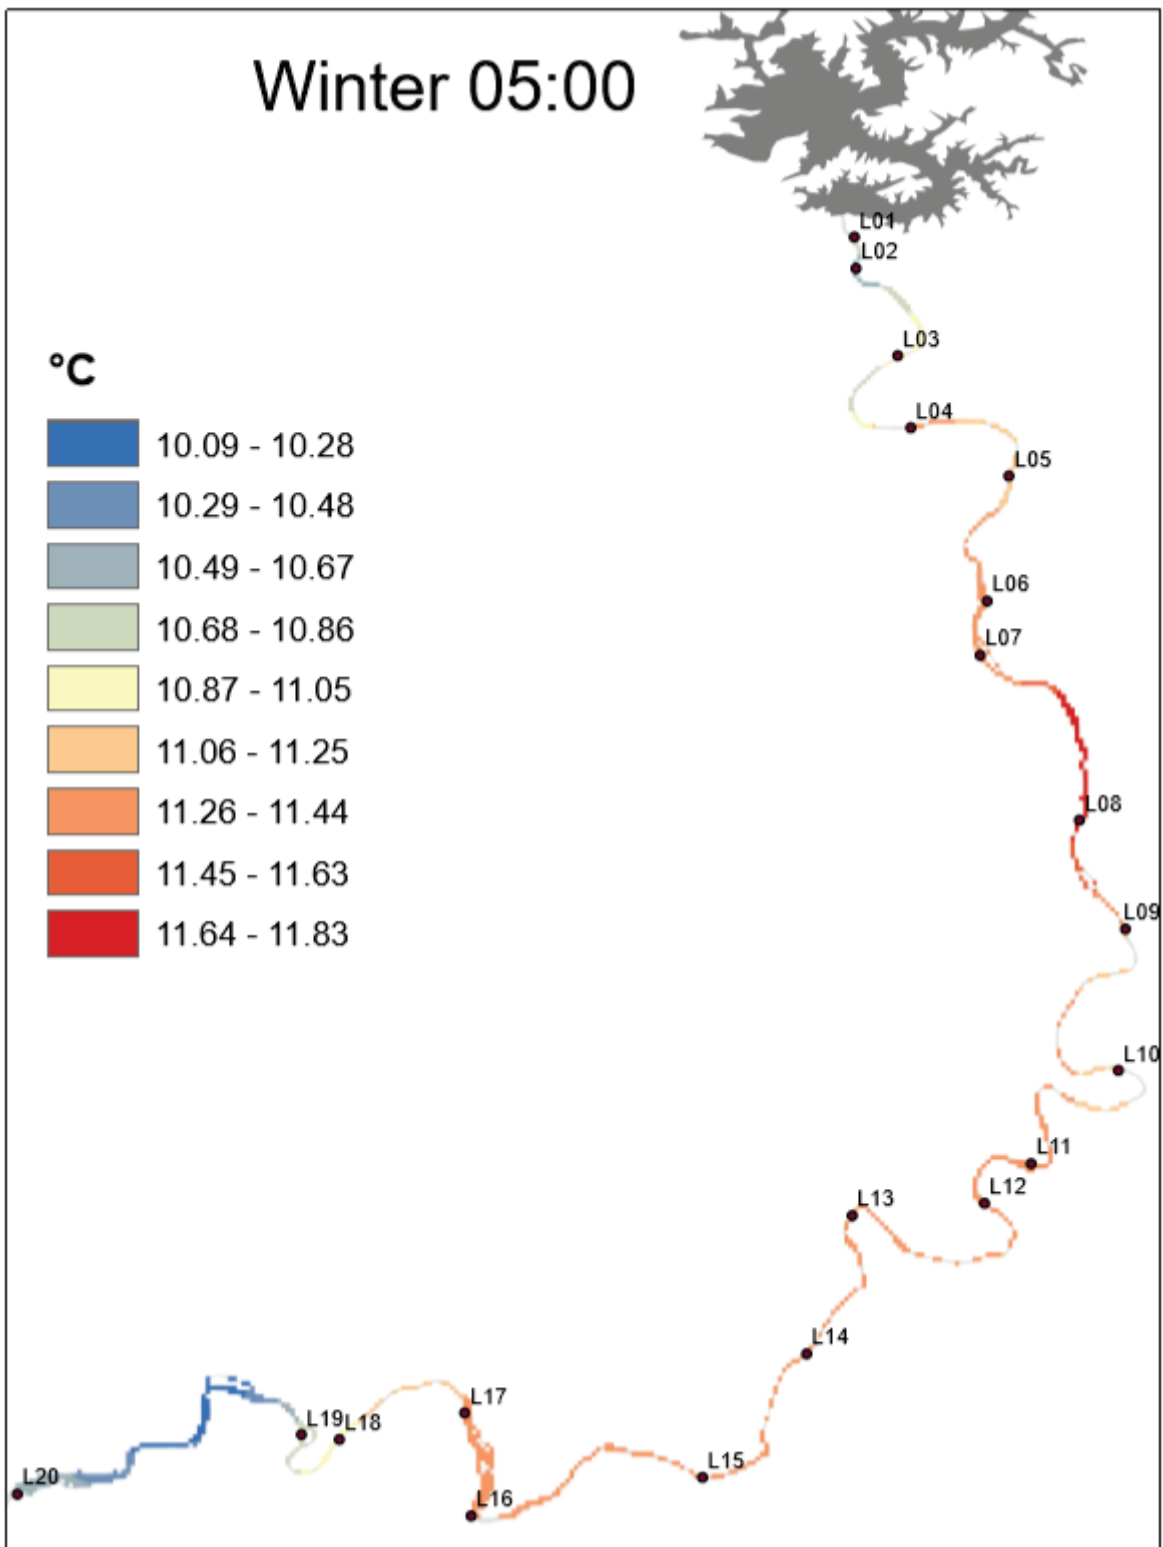 Winter 05:00
L01
L02
L03
°C
L04
10.09 - 10.28
L05
10.29 - 10.48
10.49 - 10.67
L06
10.68 - 10.86
L07
10.87 - 11.05
11.06 - 11.25
11.26 - 11.44
L08
11.45 - 11.63
L09
11.64 - 11.83
L10
L11
L12
L13
L14
L17
L19
L18
L15
L20
L16